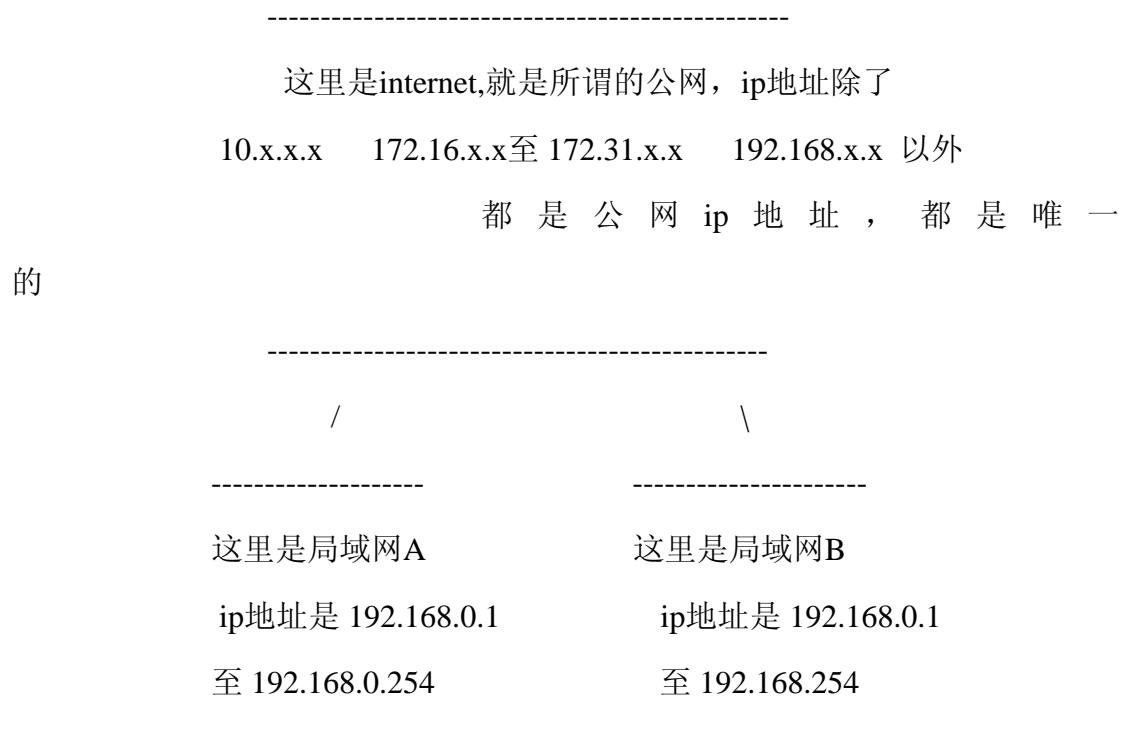 -------------------------------------------------
这里是internet,就是所谓的公网，ip地址除了
10.x.x.x 172.16.x.x至 172.31.x.x 192.168.x.x 以外
都 是 公 网 ip 地 址 ， 都 是 唯 一
的
-----------------------------------------------
/ \
-------------------- ----------------------
这里是局域网A 这里是局域网B
ip地址是 192.168.0.1 ip地址是 192.168.0.1
至 192.168.0.254 至 192.168.254